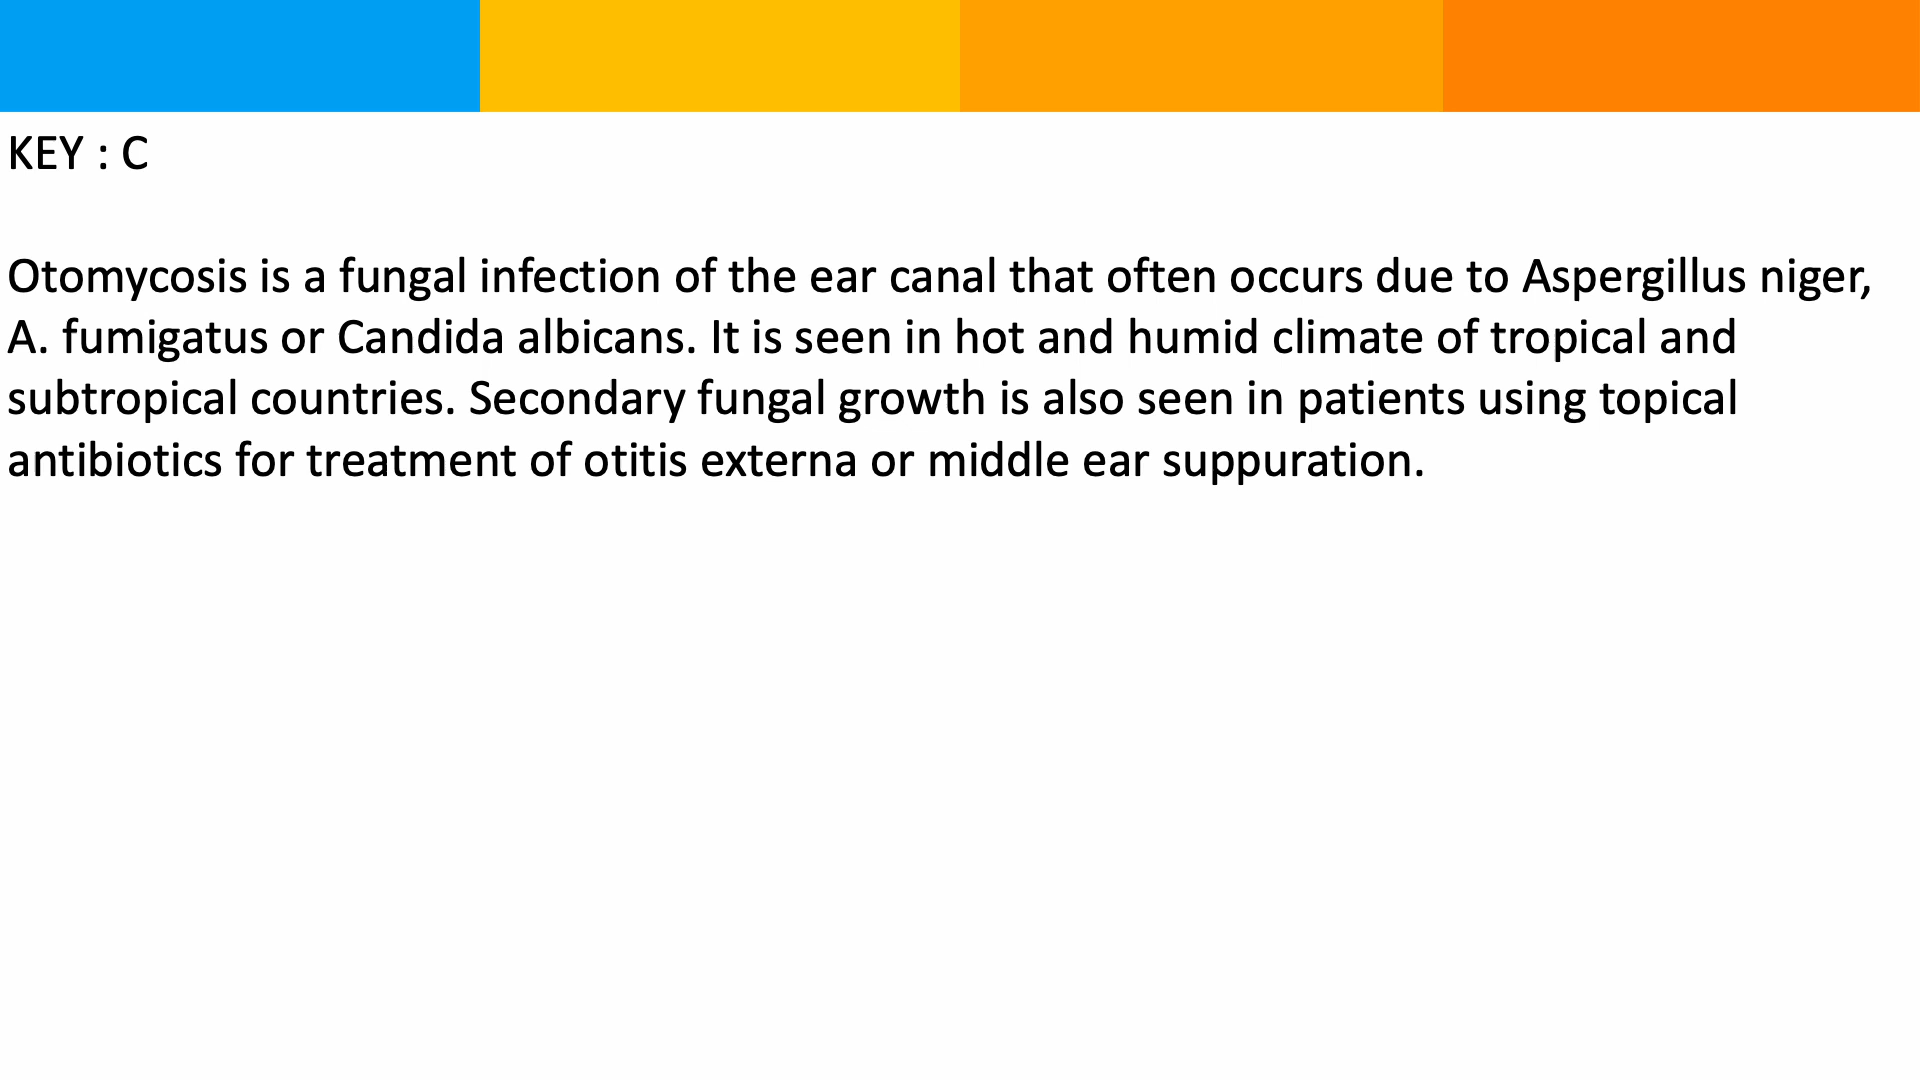 KEY : C
Otomycosis is a fungal infection of the ear canal that often occurs due to Aspergillus niger,
A. fumigatus or Candida albicans. It is seen in hot and humid climate of tropical and
subtropical countries. Secondary fungal growth is also seen in patients using topical
antibiotics for treatment of otitis externa or middle ear suppuration.